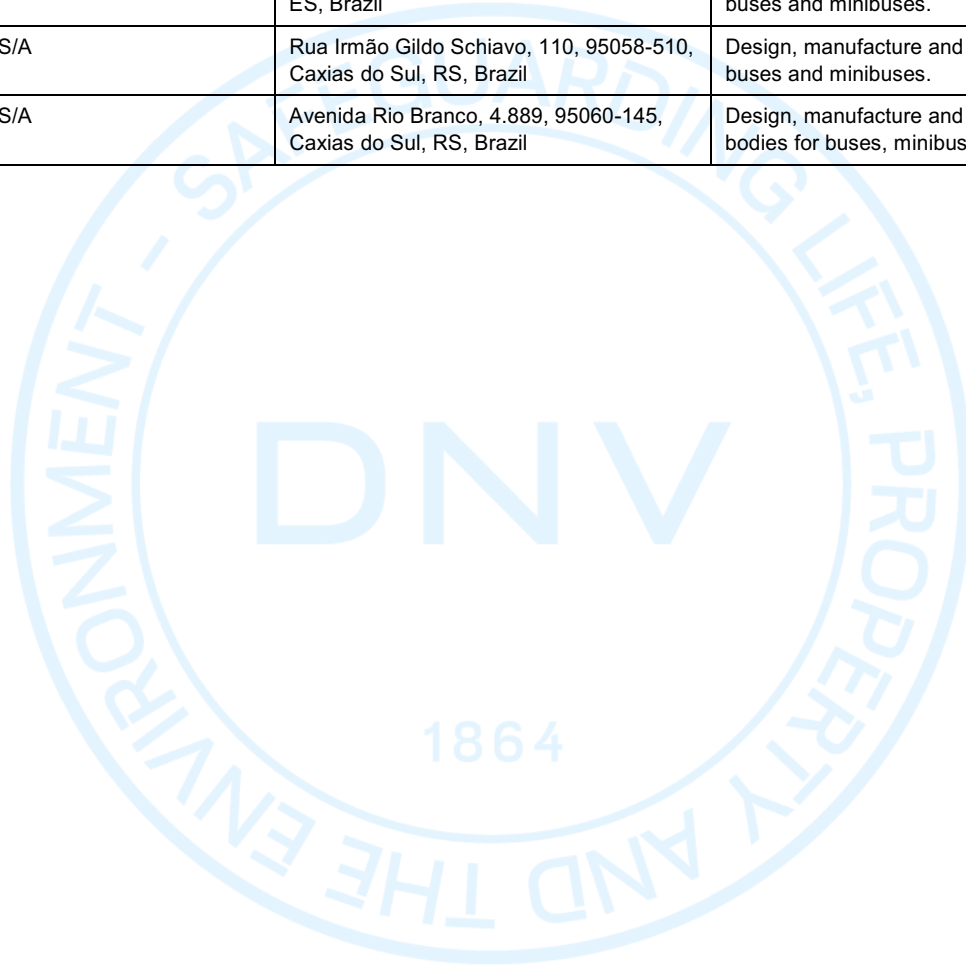 ES, Brazil
buses and minibuses.
S/A
Rua Irmão Gildo Schiavo, 110, 95058-510,
Caxias do Sul, RS, Brazil
Design, manufacture and
buses and minibuses.
S/A
Avenida Rio Branco, 4.889, 95060-145,
Caxias do Sul, RS, Brazil
Design, manufacture and
bodies for buses, minibus
SAFEGUARDING LIFE, PROPERTY AND THE ENVIRONMENT -
DNV
1864